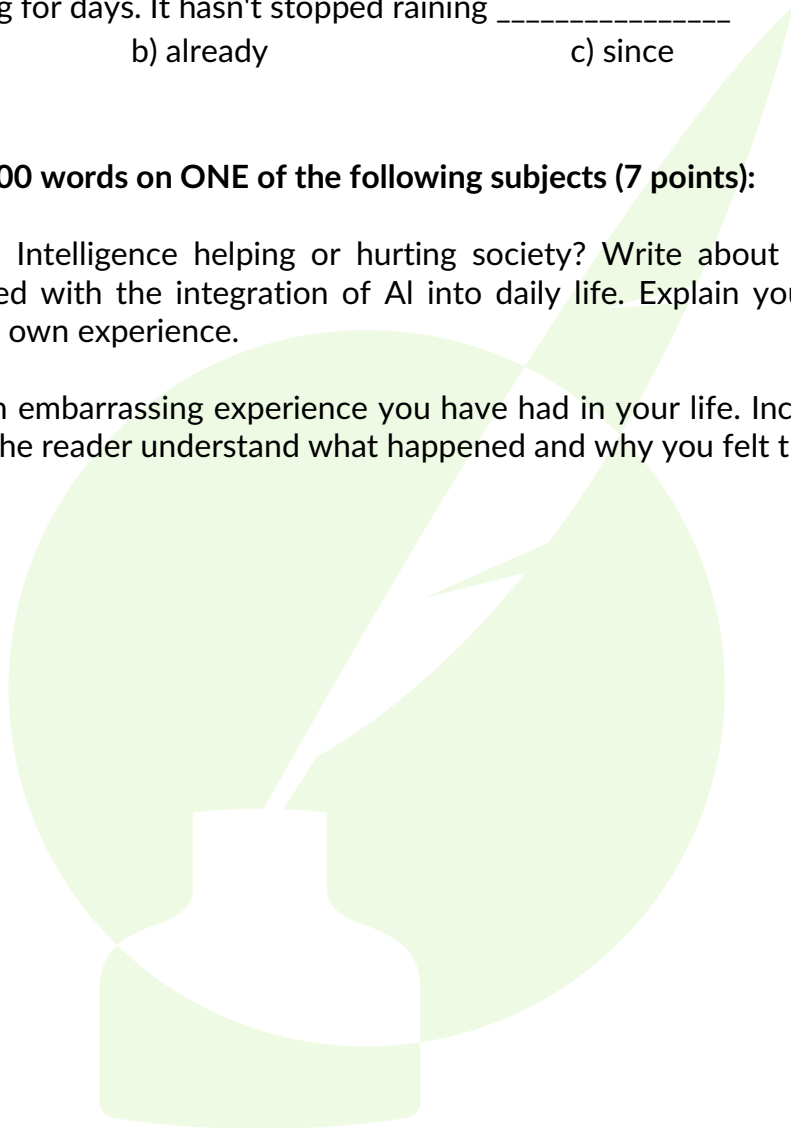 g for days. It hasn't stopped raining ________________
b) already c) since
00 words on ONE of the following subjects (7 points):
Intelligence helping or hurting society? Write about
ed with the integration of Al into daily life. Explain you
own experience.
n embarrassing experience you have had in your life. Inc
he reader understand what happened and why you felt t